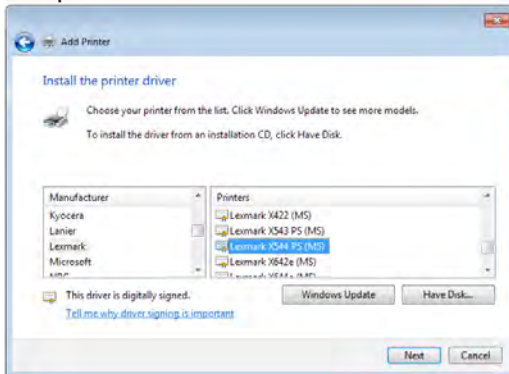 Add Printer
Install the printer driver
Choose your printer from the list. Click Windows Update to see more models.
To install the driver from an installation CD, click Have Disk.
Manufacturer
Kyocera
Lanier
Lexmark
Microsoft
Printers
Lexmark X422 (MS)
Lexmark X543 PS (MS)
Lexmark X544 PS (MS)
Lexmark X642e (MS)
This driver is digitally signed.
Tell me why driver signing is important
Windows Update
Have Disk...
Next
Cancel